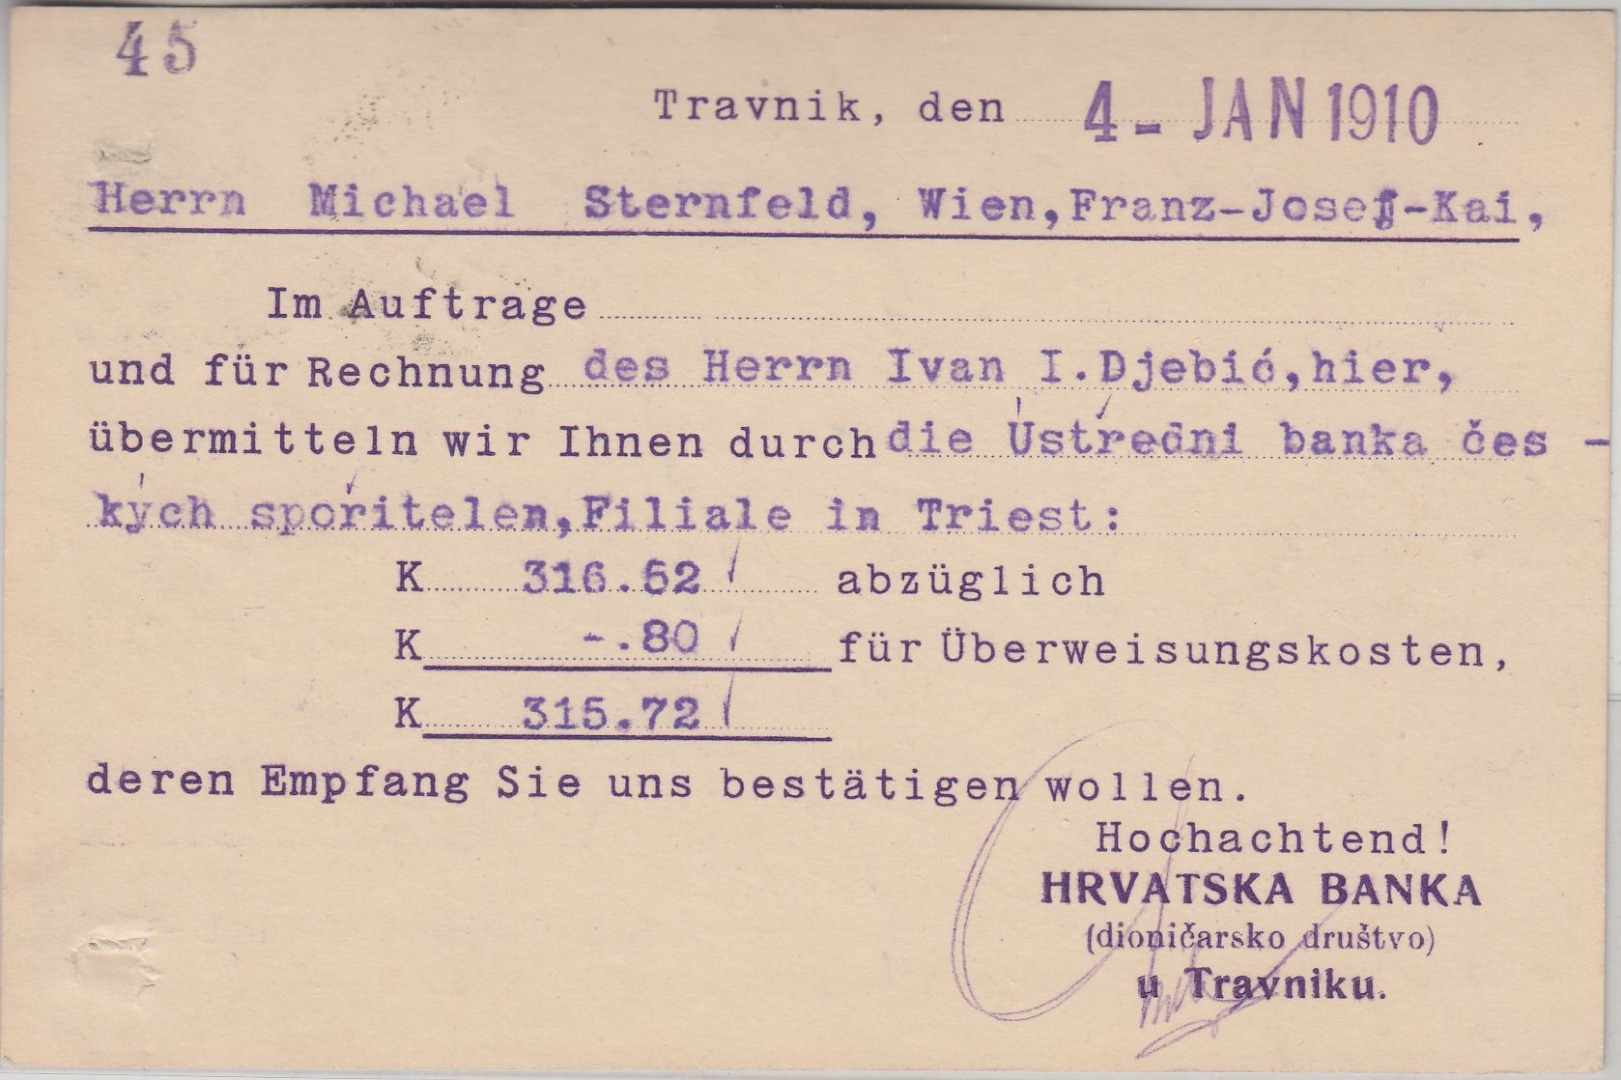 45
Travnik, den 4- JAN 1910
Herrn Michael Sternfeld, Wien, Franz-Josef-Kai,
Im Auftrage
und für Rechnung des Herrn Ivan I. Djebić, hier,
übermitteln wir Ihnen durch die Ústředni banka čes -
kých spořitelen, Filiale in Triest:
K 316.52 abzüglich
K -.80 für Überweisungskosten,
K 315.72
deren Empfang Sie uns bestätigen wollen.
Hochachtend!
HRVATSKA BANKA
(dioničarsko društvo)
u Travniku.